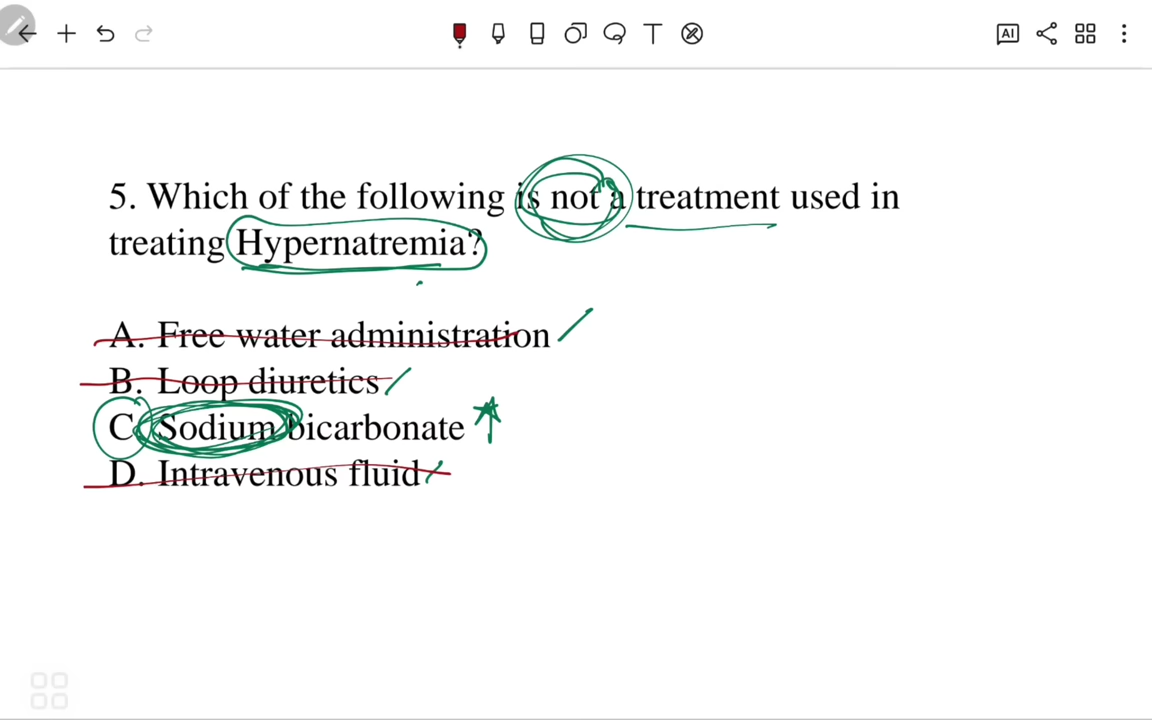 T
AI
5. Which of the following is not a treatment used in
treating Hypernatremia?
A. Free water administration
B. Loop diuretics
C. Sodium bicarbonate
D. Intravenous fluid